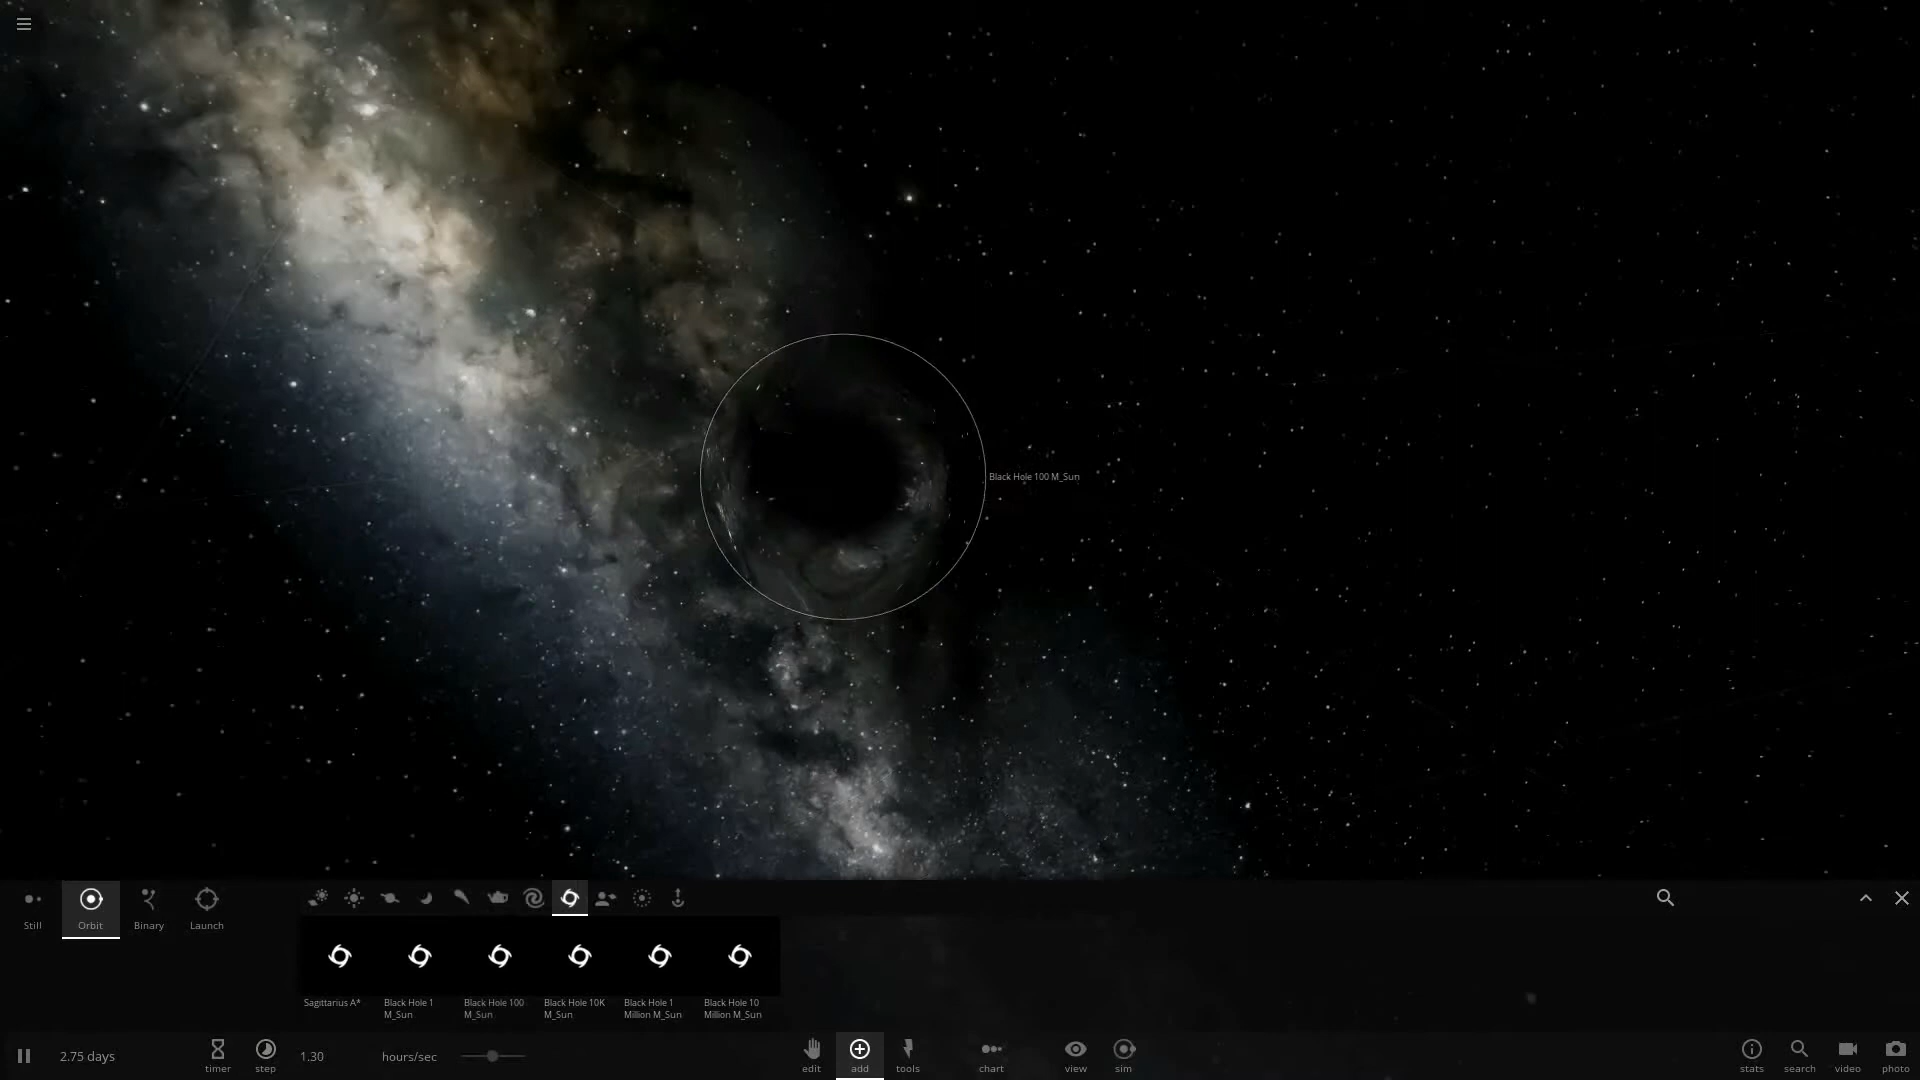 Black Hole 100 M_Sun
Still
Orbit
Binary
Launch
Sagittarius A*
Black Hole 1
M_Sun
Black Hole 100
M_Sun
Black Hole 10K
M_Sun
Black Hole 1
Million M_Sun
Black Hole 10
Million M_Sun
2.75 days
timer
step
1.30
hours/sec
edit
add
tools
chart
view
sim
stats
search
video
photo